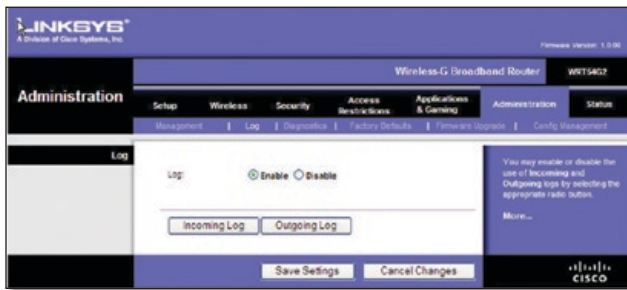 LINKSYS®
A Division of Cisco Systems, Inc.
Firmware Version: 1.0.00
Wireless-G Broadband Router WRT54G2
Administration
Setup Wireless Security Access Restrictions Applications & Gaming Administration Status
Management | Log | Diagnostics | Factory Defaults | Firmware Upgrade | Config Management
Log
Log: Enable Disable
Incoming Log Outgoing Log
You may enable or disable the
use of Incoming and
Outgoing logs by selecting the
appropriate radio button.
More...
Save Settings Cancel Changes
CISCO